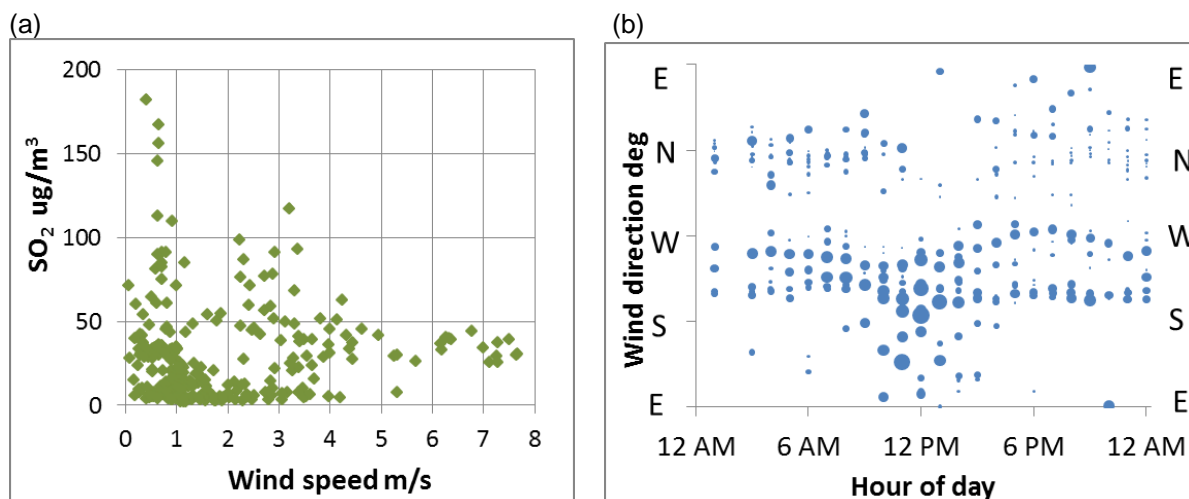 (a)
(b)
200
150
100
50
0
SO2 ug/m3
0 1 2 3 4 5 6 7 8
Wind speed m/s
E E
N N
W W
S S
E E
Wind direction deg
12 AM 6 AM 12 PM 6 PM 12 AM
Hour of day